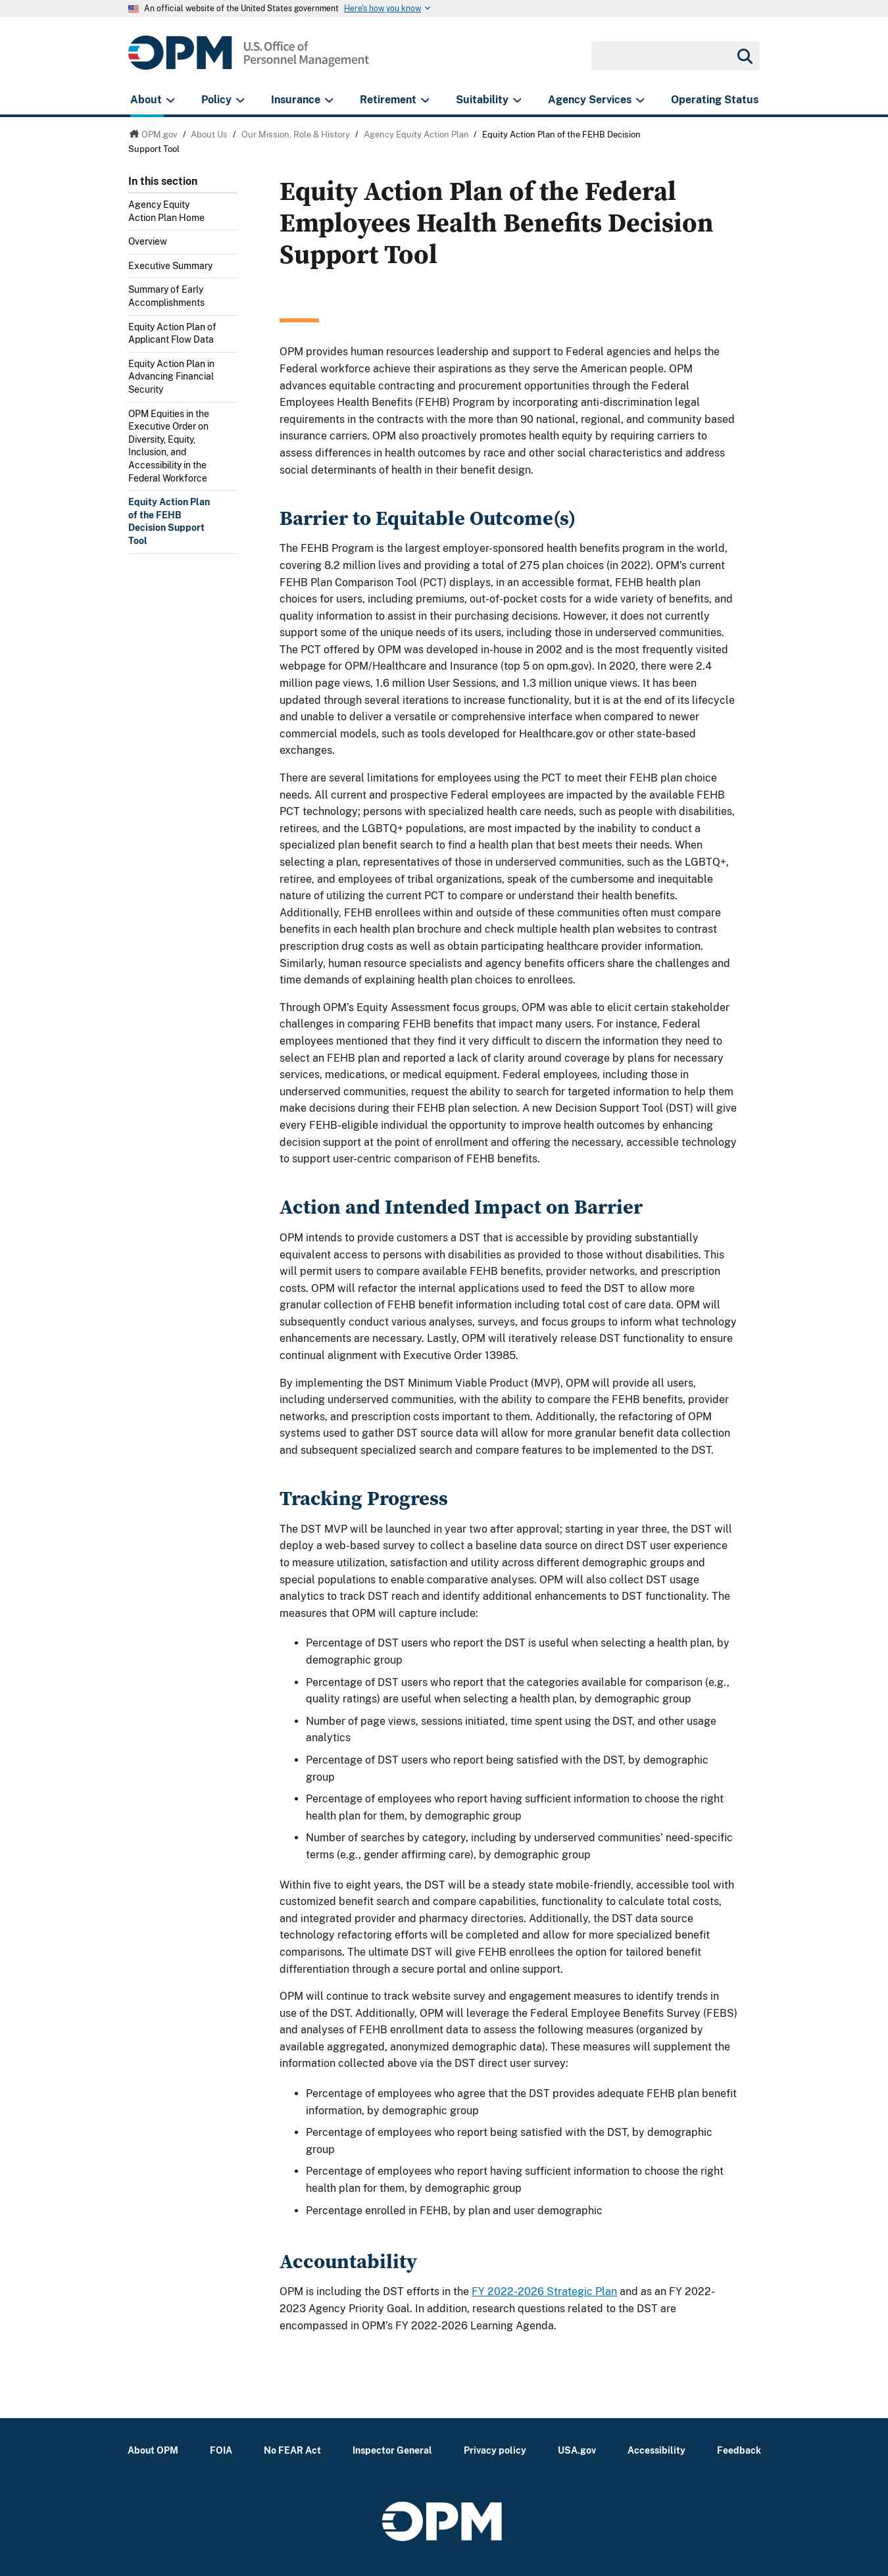 An official website of the United States government Here's how you know
OPM U.S. Office of
Personnel Management
About Policy Insurance Retirement Suitability Agency Services Operating Status
OPM.gov / About Us / Our Mission, Role & History / Agency Equity Action Plan / Equity Action Plan of the FEHB Decision
Support Tool
In this section
Agency Equity
Action Plan Home
Overview
Executive Summary
Summary of Early
Accomplishments
Equity Action Plan of
Applicant Flow Data
Equity Action Plan in
Advancing Financial
Security
OPM Equities in the
Executive Order on
Diversity, Equity,
Inclusion, and
Accessibility in the
Federal Workforce
Equity Action Plan
of the FEHB
Decision Support
Tool
Equity Action Plan of the Federal
Employees Health Benefits Decision
Support Tool
OPM provides human resources leadership and support to Federal agencies and helps the
Federal workforce achieve their aspirations as they serve the American people. OPM
advances equitable contracting and procurement opportunities through the Federal
Employees Health Benefits (FEHB) Program by incorporating anti-discrimination legal
requirements in the contracts with the more than 90 national, regional, and community based
insurance carriers. OPM also proactively promotes health equity by requiring carriers to
assess differences in health outcomes by race and other social characteristics and address
social determinants of health in their benefit design.
Barrier to Equitable Outcome(s)
The FEHB Program is the largest employer-sponsored health benefits program in the world,
covering 8.2 million lives and providing a total of 275 plan choices (in 2022). OPM's current
FEHB Plan Comparison Tool (PCT) displays, in an accessible format, FEHB health plan
choices for users, including premiums, out-of-pocket costs for a wide variety of benefits, and
quality information to assist in their purchasing decisions. However, it does not currently
support some of the unique needs of its users, including those in underserved communities.
The PCT offered by OPM was developed in-house in 2002 and is the most frequently visited
webpage for OPM/Healthcare and Insurance (top 5 on opm.gov). In 2020, there were 2.4
million page views, 1.6 million User Sessions, and 1.3 million unique views. It has been
updated through several iterations to increase functionality, but it is at the end of its lifecycle
and unable to deliver a versatile or comprehensive interface when compared to newer
commercial models, such as tools developed for Healthcare.gov or other state-based
exchanges.
There are several limitations for employees using the PCT to meet their FEHB plan choice
needs. All current and prospective Federal employees are impacted by the available FEHB
PCT technology; persons with specialized health care needs, such as people with disabilities,
retirees, and the LGBTQ+ populations, are most impacted by the inability to conduct a
specialized plan benefit search to find a health plan that best meets their needs. When
selecting a plan, representatives of those in underserved communities, such as the LGBTQ+,
retiree, and employees of tribal organizations, speak of the cumbersome and inequitable
nature of utilizing the current PCT to compare or understand their health benefits.
Additionally, FEHB enrollees within and outside of these communities often must compare
benefits in each health plan brochure and check multiple health plan websites to contrast
prescription drug costs as well as obtain participating healthcare provider information.
Similarly, human resource specialists and agency benefits officers share the challenges and
time demands of explaining health plan choices to enrollees.
Through OPM's Equity Assessment focus groups, OPM was able to elicit certain stakeholder
challenges in comparing FEHB benefits that impact many users. For instance, Federal
employees mentioned that they find it very difficult to discern the information they need to
select an FEHB plan and reported a lack of clarity around coverage by plans for necessary
services, medications, or medical equipment. Federal employees, including those in
underserved communities, request the ability to search for targeted information to help them
make decisions during their FEHB plan selection. A new Decision Support Tool (DST) will give
every FEHB-eligible individual the opportunity to improve health outcomes by enhancing
decision support at the point of enrollment and offering the necessary, accessible technology
to support user-centric comparison of FEHB benefits.
Action and Intended Impact on Barrier
OPM intends to provide customers a DST that is accessible by providing substantially
equivalent access to persons with disabilities as provided to those without disabilities. This
will permit users to compare available FEHB benefits, provider networks, and prescription
costs. OPM will refactor the internal applications used to feed the DST to allow more
granular collection of FEHB benefit information including total cost of care data. OPM will
subsequently conduct various analyses, surveys, and focus groups to inform what technology
enhancements are necessary. Lastly, OPM will iteratively release DST functionality to ensure
continual alignment with Executive Order 13985.
By implementing the DST Minimum Viable Product (MVP), OPM will provide all users,
including underserved communities, with the ability to compare the FEHB benefits, provider
networks, and prescription costs important to them. Additionally, the refactoring of OPM
systems used to gather DST source data will allow for more granular benefit data collection
and subsequent specialized search and compare features to be implemented to the DST.
Tracking Progress
The DST MVP will be launched in year two after approval; starting in year three, the DST will
deploy a web-based survey to collect a baseline data source on direct DST user experience
to measure utilization, satisfaction and utility across different demographic groups and
special populations to enable comparative analyses. OPM will also collect DST usage
analytics to track DST reach and identify additional enhancements to DST functionality. The
measures that OPM will capture include:
• Percentage of DST users who report the DST is useful when selecting a health plan, by
demographic group
• Percentage of DST users who report that the categories available for comparison (e.g.,
quality ratings) are useful when selecting a health plan, by demographic group
• Number of page views, sessions initiated, time spent using the DST, and other usage
analytics
• Percentage of DST users who report being satisfied with the DST, by demographic
group
• Percentage of employees who report having sufficient information to choose the right
health plan for them, by demographic group
• Number of searches by category, including by underserved communities' need-specific
terms (e.g., gender affirming care), by demographic group
Within five to eight years, the DST will be a steady state mobile-friendly, accessible tool with
customized benefit search and compare capabilities, functionality to calculate total costs,
and integrated provider and pharmacy directories. Additionally, the DST data source
technology refactoring efforts will be completed and allow for more specialized benefit
comparisons. The ultimate DST will give FEHB enrollees the option for tailored benefit
differentiation through a secure portal and online support.
OPM will continue to track website survey and engagement measures to identify trends in
use of the DST. Additionally, OPM will leverage the Federal Employee Benefits Survey (FEBS)
and analyses of FEHB enrollment data to assess the following measures (organized by
available aggregated, anonymized demographic data). These measures will supplement the
information collected above via the DST direct user survey:
• Percentage of employees who agree that the DST provides adequate FEHB plan benefit
information, by demographic group
• Percentage of employees who report being satisfied with the DST, by demographic
group
• Percentage of employees who report having sufficient information to choose the right
health plan for them, by demographic group
• Percentage enrolled in FEHB, by plan and user demographic
Accountability
OPM is including the DST efforts in the FY 2022-2026 Strategic Plan and as an FY 2022-
2023 Agency Priority Goal. In addition, research questions related to the DST are
encompassed in OPM's FY 2022-2026 Learning Agenda.
About OPM FOIA No FEAR Act Inspector General Privacy policy USA.gov Accessibility Feedback
OPM